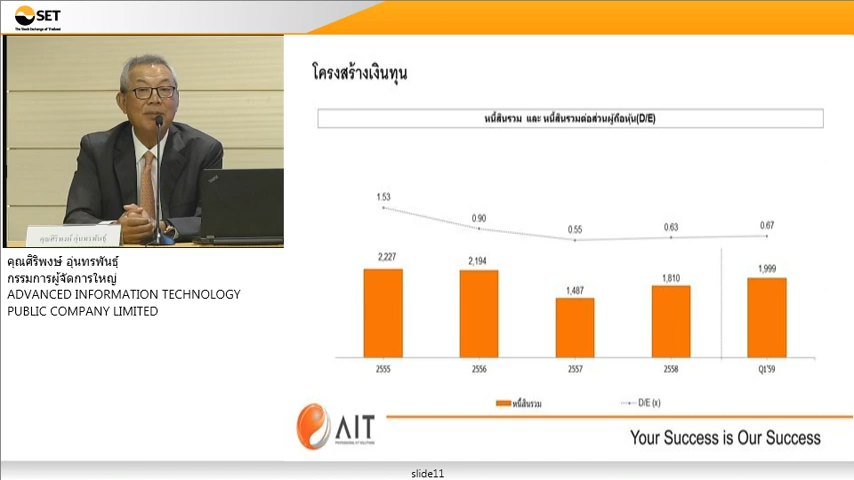 SET
The Stock Exchange of Thailand
โครงสร้างเงินทุน
หนี้สินรวม และ หนี้สินรวมต่อส่วนผู้ถือหุ้น(D/E)
1.53
0.90
0.55
0.63
0.67
2,227
2,194
1,487
1,810
1,999
2555
2556
2557
2558
Q1'59
หนี้สินรวม
D/E (x)
คุณศิริพงษ์ อุ่นทรพันธุ์
คุณศิริพงษ์ อุ่นทรพันธุ์
กรรมการผู้จัดการใหญ่
ADVANCED INFORMATION TECHNOLOGY
PUBLIC COMPANY LIMITED
AIT
Your Success is Our Success
slide11